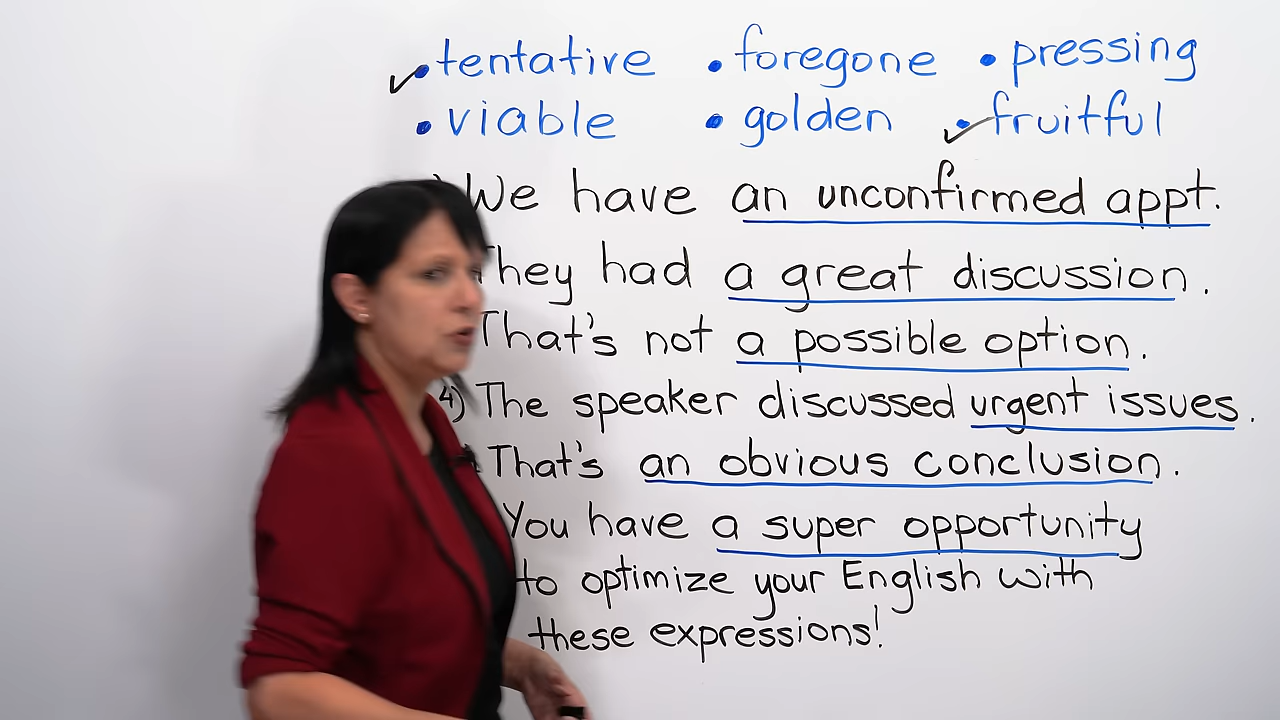 • tentative • foregone • pressing
• viable • golden • fruitful
We have an unconfirmed appt.
They had a great discussion.
That's not a possible option.
4) The speaker discussed urgent issues.
That's an obvious conclusion.
You have a super opportunity
to optimize your English with
these expressions!